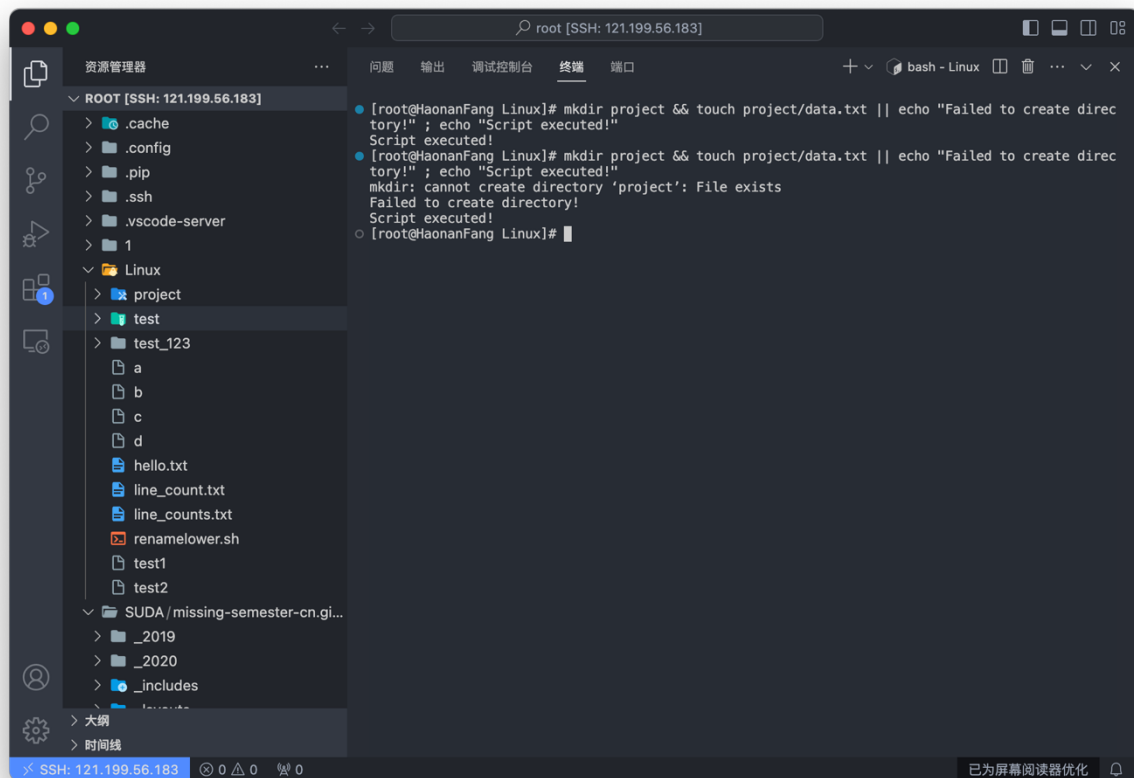 root [SSH: 121.199.56.183]
资源管理器
ROOT [SSH: 121.199.56.183]
.cache
.config
.pip
.ssh
.vscode-server
1
Linux
project
test
test_123
a
b
c
d
hello.txt
line_count.txt
line_counts.txt
renamelower.sh
test1
test2
SUDA/missing-semester-cn.gi...
_2019
_2020
_includes
大纲
时间线
问题 输出 调试控制台 终端 端口
bash - Linux
[root@HaonanFang Linux]# mkdir project && touch project/data.txt || echo "Failed to create direc
tory!" ; echo "Script executed!"
Script executed!
[root@HaonanFang Linux]# mkdir project && touch project/data.txt || echo "Failed to create direc
tory!" ; echo "Script executed!"
mkdir: cannot create directory ‘project’: File exists
Failed to create directory!
Script executed!
[root@HaonanFang Linux]#
1
SSH: 121.199.56.183 0 0 0
已为屏幕阅读器优化